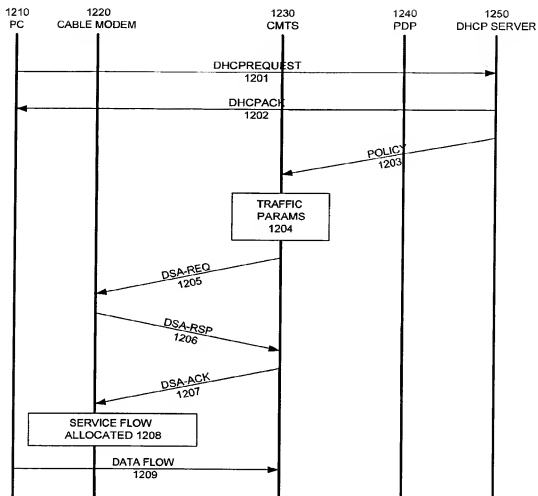 1210 1220 1230 1240 1250
PC CABLE MODEM CMTS PDP DHCP SERVER
DHCPREQUEST
1201
DHCPACK
1202
POLICY
1203
TRAFFIC
PARAMS
1204
DSA-REQ
1205
DSA-RSP
1206
DSA-ACK
1207
SERVICE FLOW
ALLOCATED 1208
DATA FLOW
1209